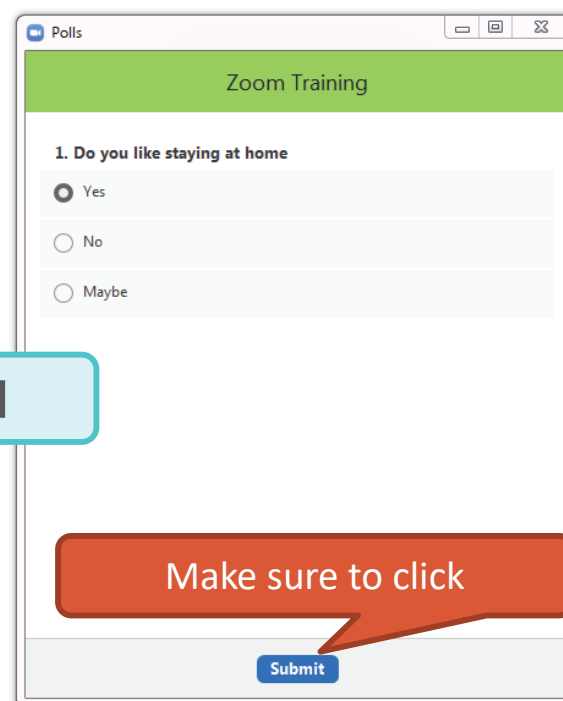 Polls
Zoom Training
1. Do you like staying at home
Yes
No
Maybe
Make sure to click
Submit